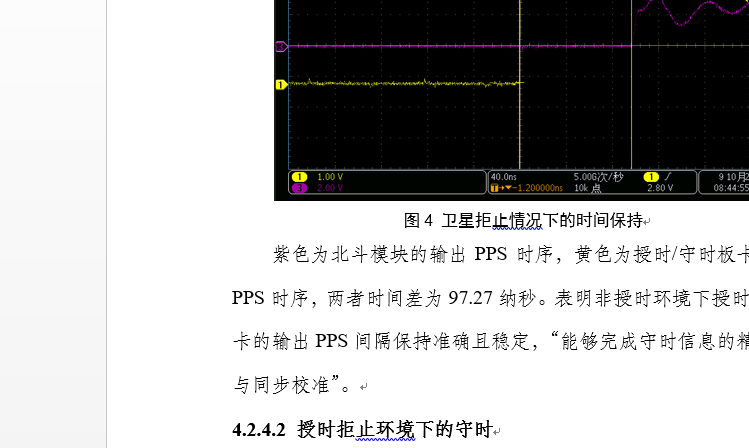 3
1
1 1.00 V 40.0ns 5.00G次/秒 1 2.80 V 9 10月
3 2.00 V T→▼-1.200000ns 10k 点 08:44:55
图 4 卫星拒止情况下的时间保持
紫色为北斗模块的输出 PPS 时序，黄色为授时/守时板卡
PPS 时序，两者时间差为 97.27 纳秒。表明非授时环境下授时
卡的输出 PPS 间隔保持准确且稳定，“能够完成守时信息的精
与同步校准”。
4.2.4.2 授时拒止环境下的守时